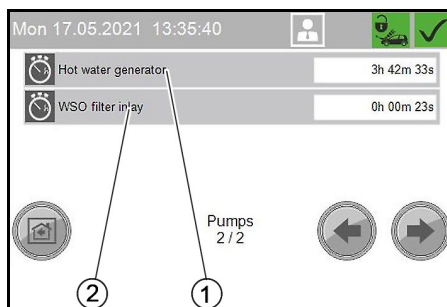 Mon 17.05.2021 13:35:40
Hot water generator 3h 42m 33s
WSO filter inlay 0h 00m 23s
Pumps
2 / 2
2 1